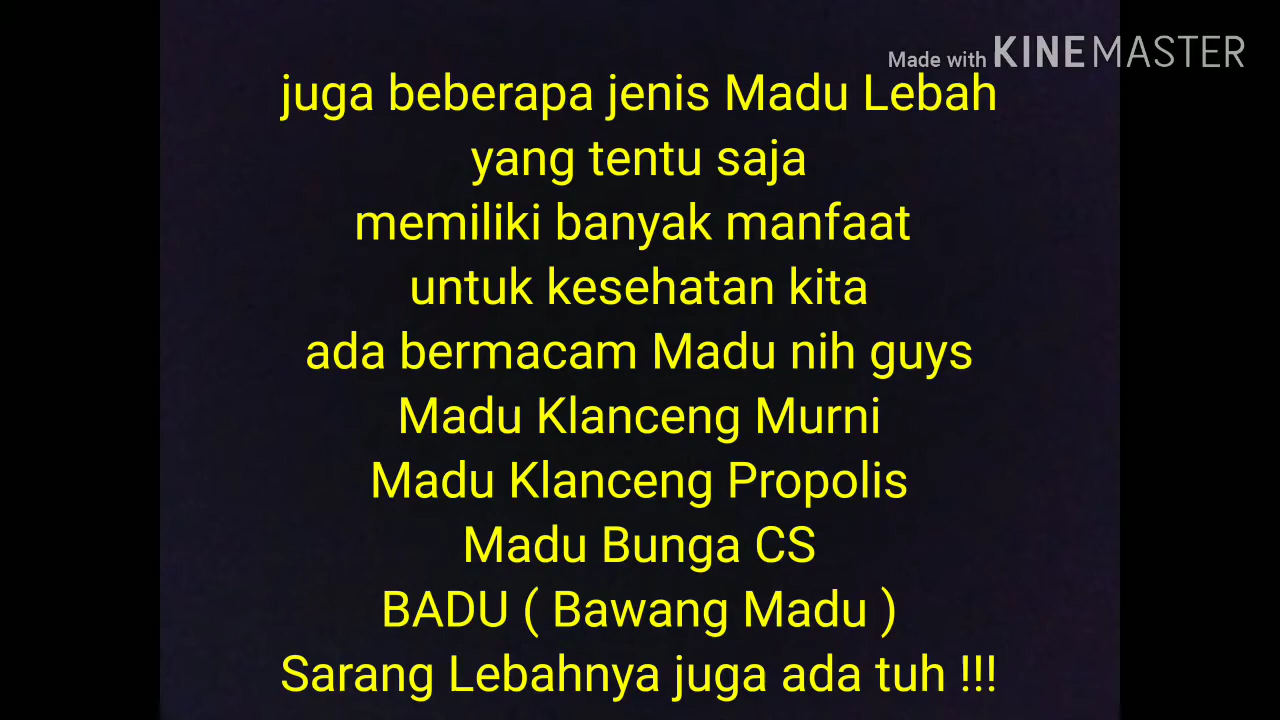 Made with KINEMASTER
juga beberapa jenis Madu Lebah
yang tentu saja
memiliki banyak manfaat
untuk kesehatan kita
ada bermacam Madu nih guys
Madu Klanceng Murni
Madu Klanceng Propolis
Madu Bunga CS
BADU ( Bawang Madu )
Sarang Lebahnya juga ada tuh !!!